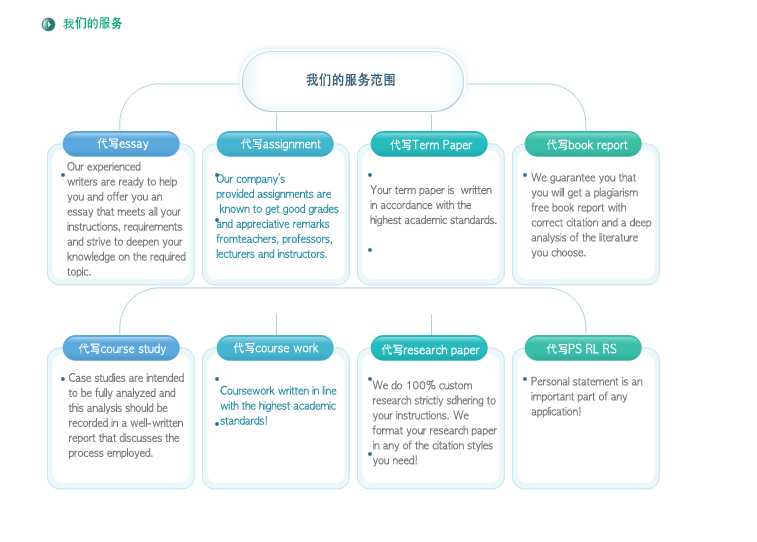 我们的服务
我们的服务范围
代写essay
Our experienced
writers are ready to help
you and offer you an
essay that meets all your
instructions, requirements
and strive to deepen your
knowledge on the required
topic.
代写assignment
Our company's
provided assignments are
known to get good grades
and appreciative remarks
fromteachers, professors,
lecturers and instructors.
代写Term Paper
Your term paper is written
in accordance with the
highest academic standards.
代写book report
We guarantee you that
you will get a plagiarism
free book report with
correct citation and a deep
analysis of the literature
you choose.
代写course study
Case studies are intended
to be fully analyzed and
this analysis should be
recorded in a well-written
report that discusses the
process employed.
代写course work
Coursework written in line
with the highest academic
standards!
代写research paper
We do 100% custom
research strictly sdhering to
your instructions. We
format your research paper
in any of the citation styles
you need!
代写PS RL RS
Personal statement is an
important part of any
application!